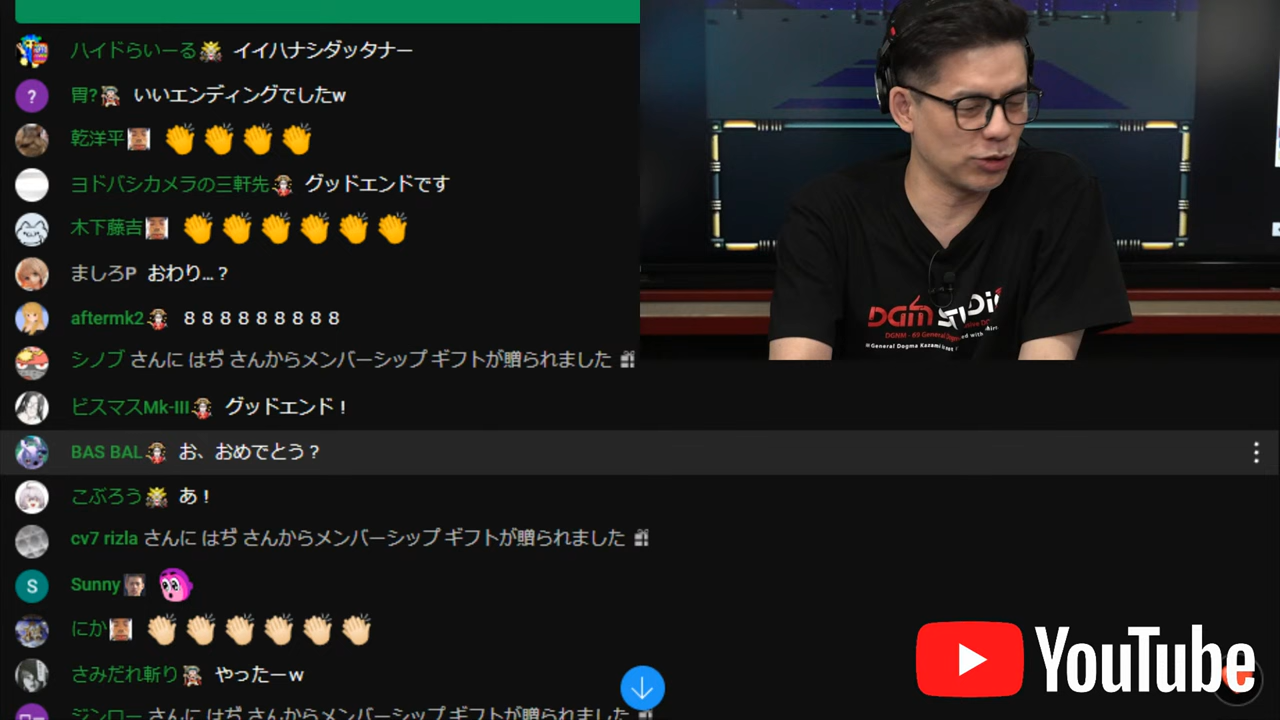 ハイドらいーる イイハナシダッタナー
胃? いいエンディングでしたw
乾洋平
ヨドバシカメラの三軒先 グッドエンドです
木下藤吉
ましろP おわり...？
aftermk2 ８８８８８８８８８
シノブ さんに はぢ さんからメンバーシップ ギフトが贈られました
ビスマスMk-III グッドエンド！
BAS BAL お、おめでとう？
こぶろう あ！
cv7 rizla さんに はぢ さんからメンバーシップ ギフトが贈られました
S Sunny
にか
さみだれ斬り やったーw
ジンロー さんに はぢ さんからメンバーシップ ギフトが贈られました
DGM STUDi
DGNM - 60 General
#General Dogma Kazami
YouTube